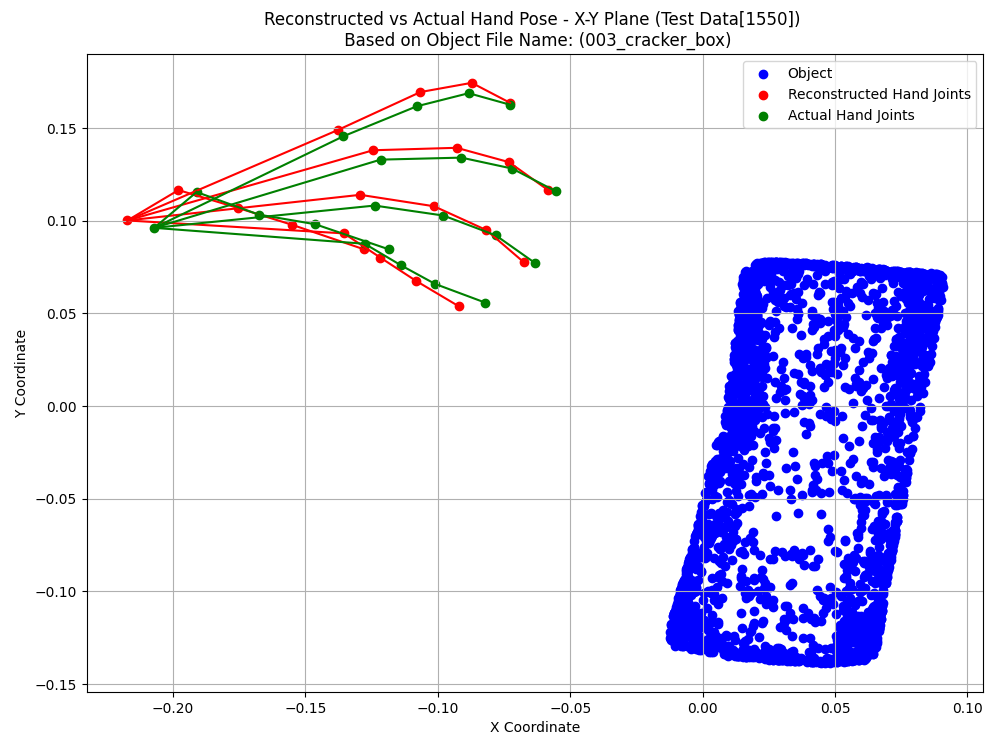 Reconstructed vs Actual Hand Pose - X-Y Plane (Test Data[1550])
Based on Object File Name: (003_cracker_box)
Object
Reconstructed Hand Joints
Actual Hand Joints
0.15
0.10
0.05
0.00
−0.05
−0.10
−0.15
Y Coordinate
−0.20
−0.15
−0.10
−0.05
0.00
0.05
0.10
X Coordinate